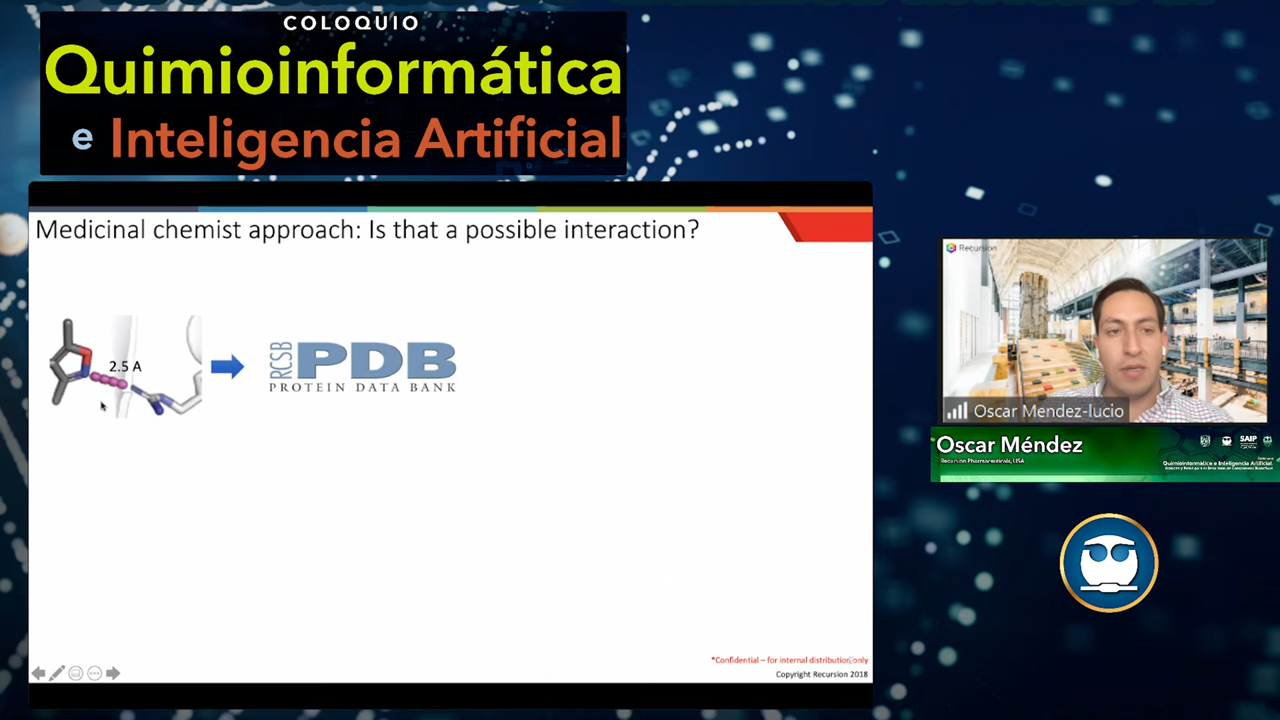 COLOQUIO
Quimioinformática
e Inteligencia Artificial
Medicinal chemist approach: Is that a possible interaction?
2.5 A
RCSB
PDB
PROTEIN DATA BANK
*Confidential – for internal distribution only
Copyright Recursion 2018
Recursion
Oscar Mendez-lucio
Oscar Méndez
Recursion Pharmaceuticals, USA
SAIP
Quimioinformática e Inteligencia Artificial